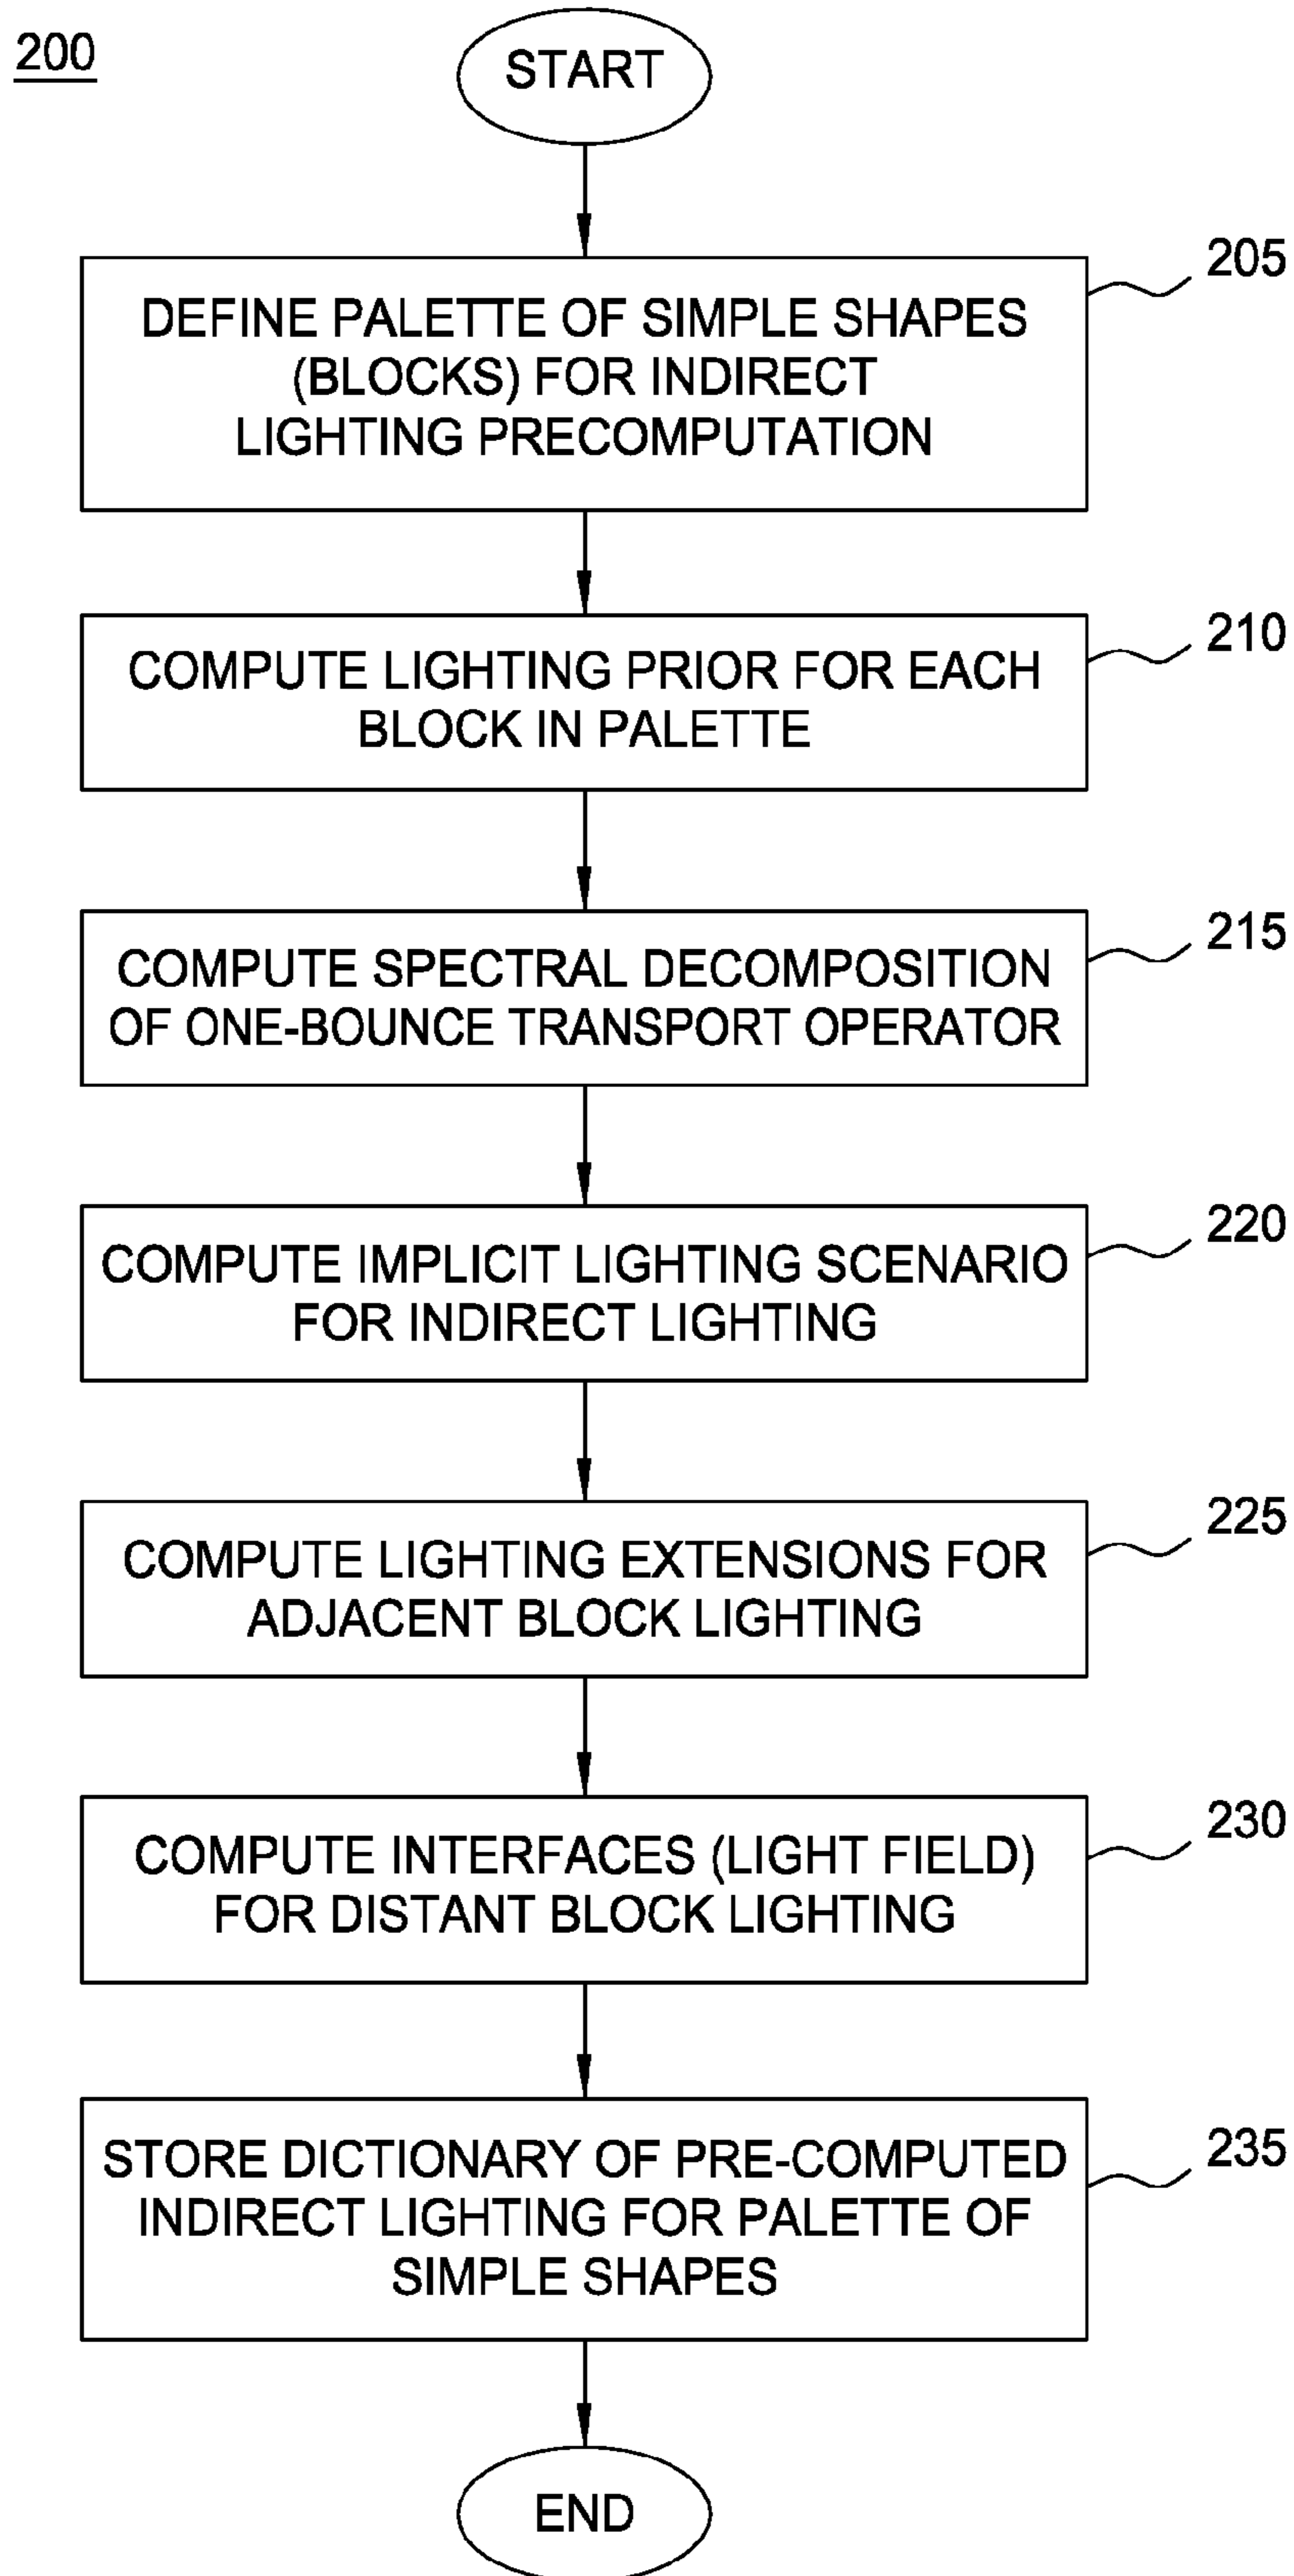 200
START
205
DEFINE PALETTE OF SIMPLE SHAPES
(BLOCKS) FOR INDIRECT
LIGHTING PRECOMPUTATION
210
COMPUTE LIGHTING PRIOR FOR EACH
BLOCK IN PALETTE
215
COMPUTE SPECTRAL DECOMPOSITION
OF ONE-BOUNCE TRANSPORT OPERATOR
220
COMPUTE IMPLICIT LIGHTING SCENARIO
FOR INDIRECT LIGHTING
225
COMPUTE LIGHTING EXTENSIONS FOR
ADJACENT BLOCK LIGHTING
230
COMPUTE INTERFACES (LIGHT FIELD)
FOR DISTANT BLOCK LIGHTING
235
STORE DICTIONARY OF PRE-COMPUTED
INDIRECT LIGHTING FOR PALETTE OF
SIMPLE SHAPES
END